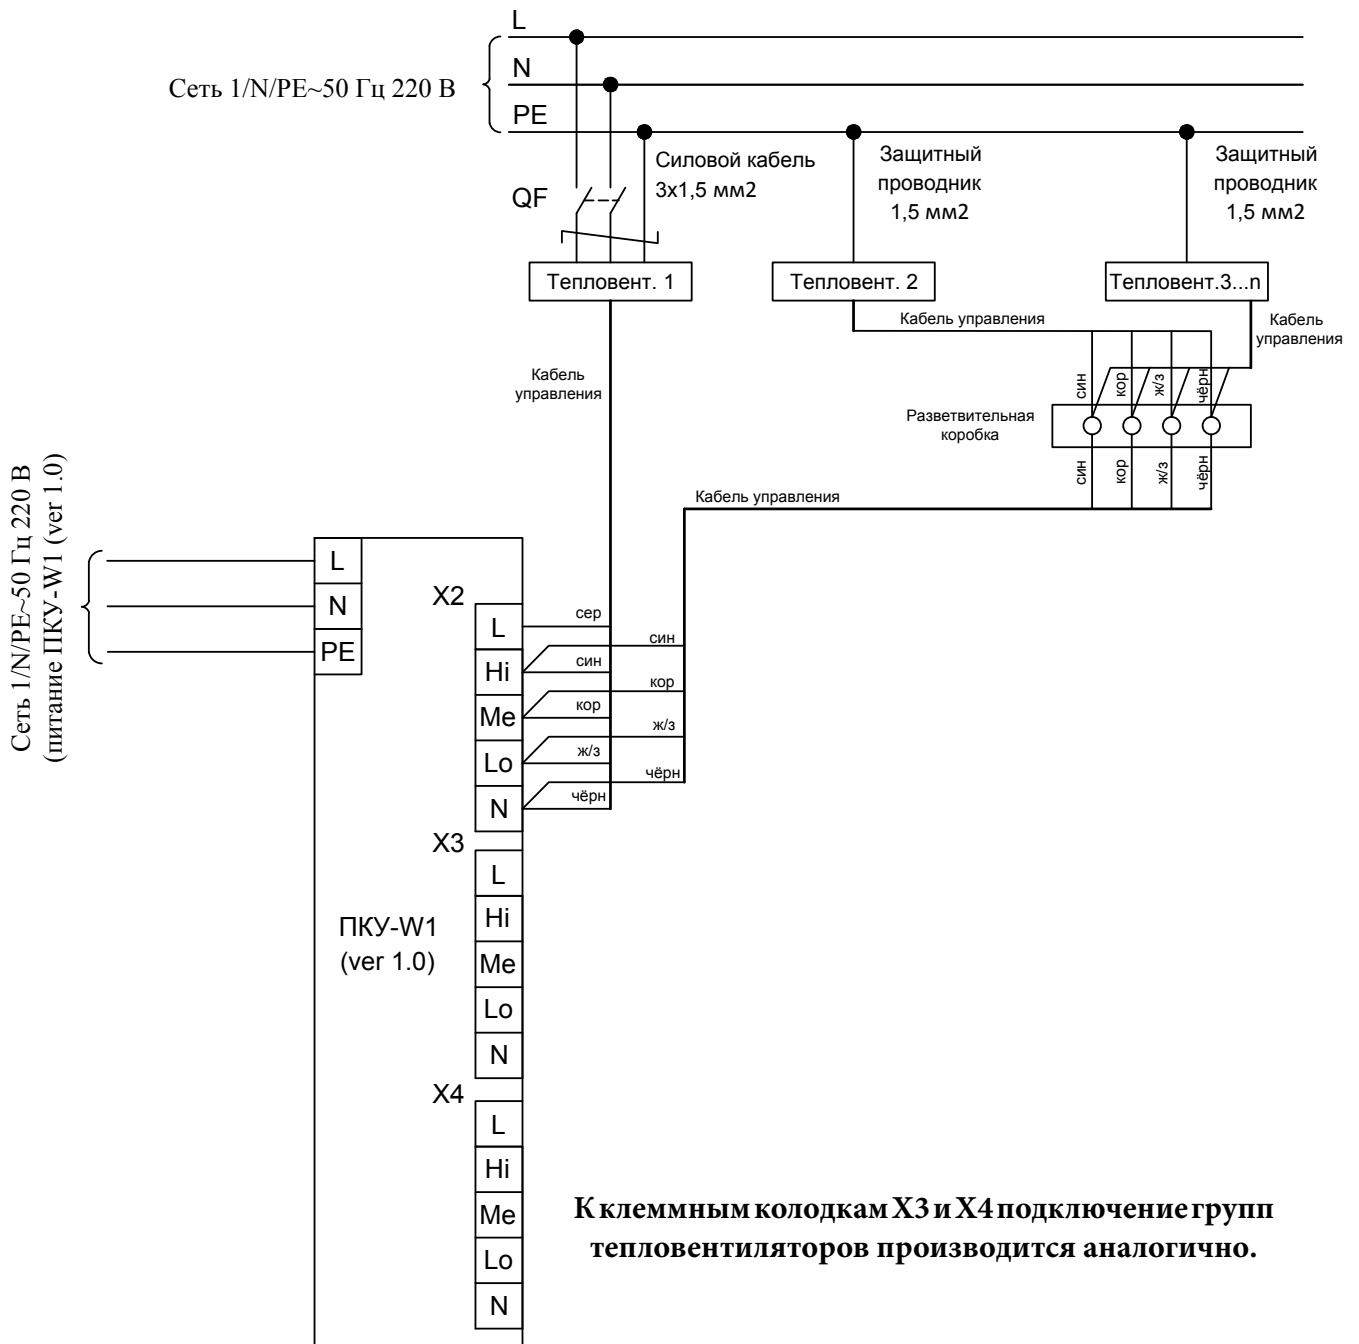 L
Сеть 1/N/PE~50 Гц 220 В
N
PE
Силовой кабель
3х1,5 мм2
Защитный
проводник
1,5 мм2
Защитный
проводник
1,5 мм2
QF
Тепловент. 1
Тепловент. 2
Тепловент.3...n
Кабель управления
Кабель
управления
Кабель
управления
син
кор
ж/з
чёрн
Разветвительная
коробка
син
кор
ж/з
чёрн
Кабель управления
Сеть 1/N/PE~50 Гц 220 В
(питание ПКУ-W1 (ver 1.0)
L
N
PE
X2
L
Hi
Me
Lo
N
сер
син
син
кор
кор
ж/з
ж/з
чёрн
чёрн
X3
L
Hi
Me
Lo
N
ПКУ-W1
(ver 1.0)
X4
L
Hi
Me
Lo
N
К клеммным колодкам X3 и X4 подключение групп
тепловентиляторов производится аналогично.